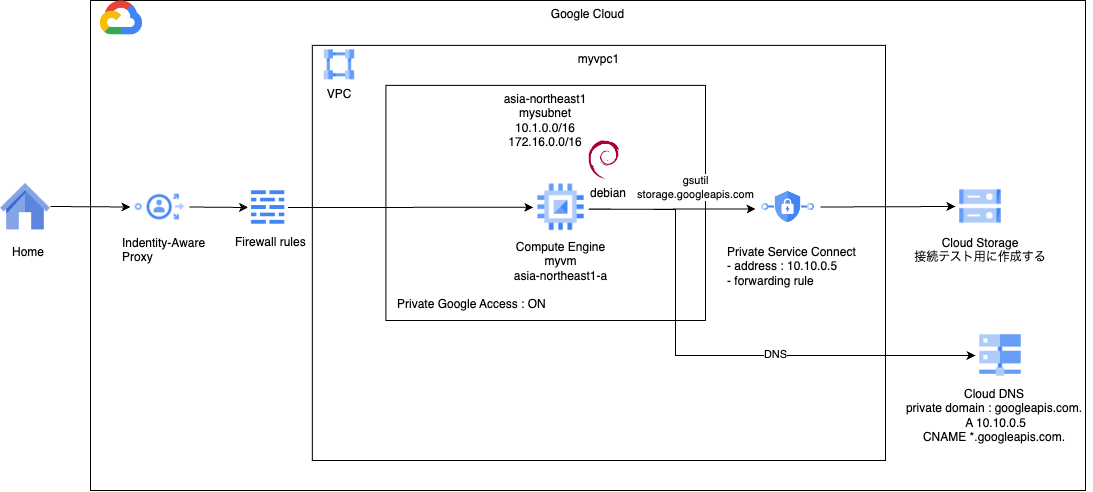 Google Cloud
myvpc1
VPC
asia-northeast1
mysubnet
10.1.0.0/16
172.16.0.0/16
debian
gsutil
storage.googleapis.com
Home
Indentity-Aware
Proxy
Firewall rules
Compute Engine
myvm
asia-northeast1-a
Private Google Access : ON
Private Service Connect
- address : 10.10.0.5
- forwarding rule
Cloud Storage
接続テスト用に作成する
DNS
Cloud DNS
private domain : googleapis.com.
A 10.10.0.5
CNAME *.googleapis.com.